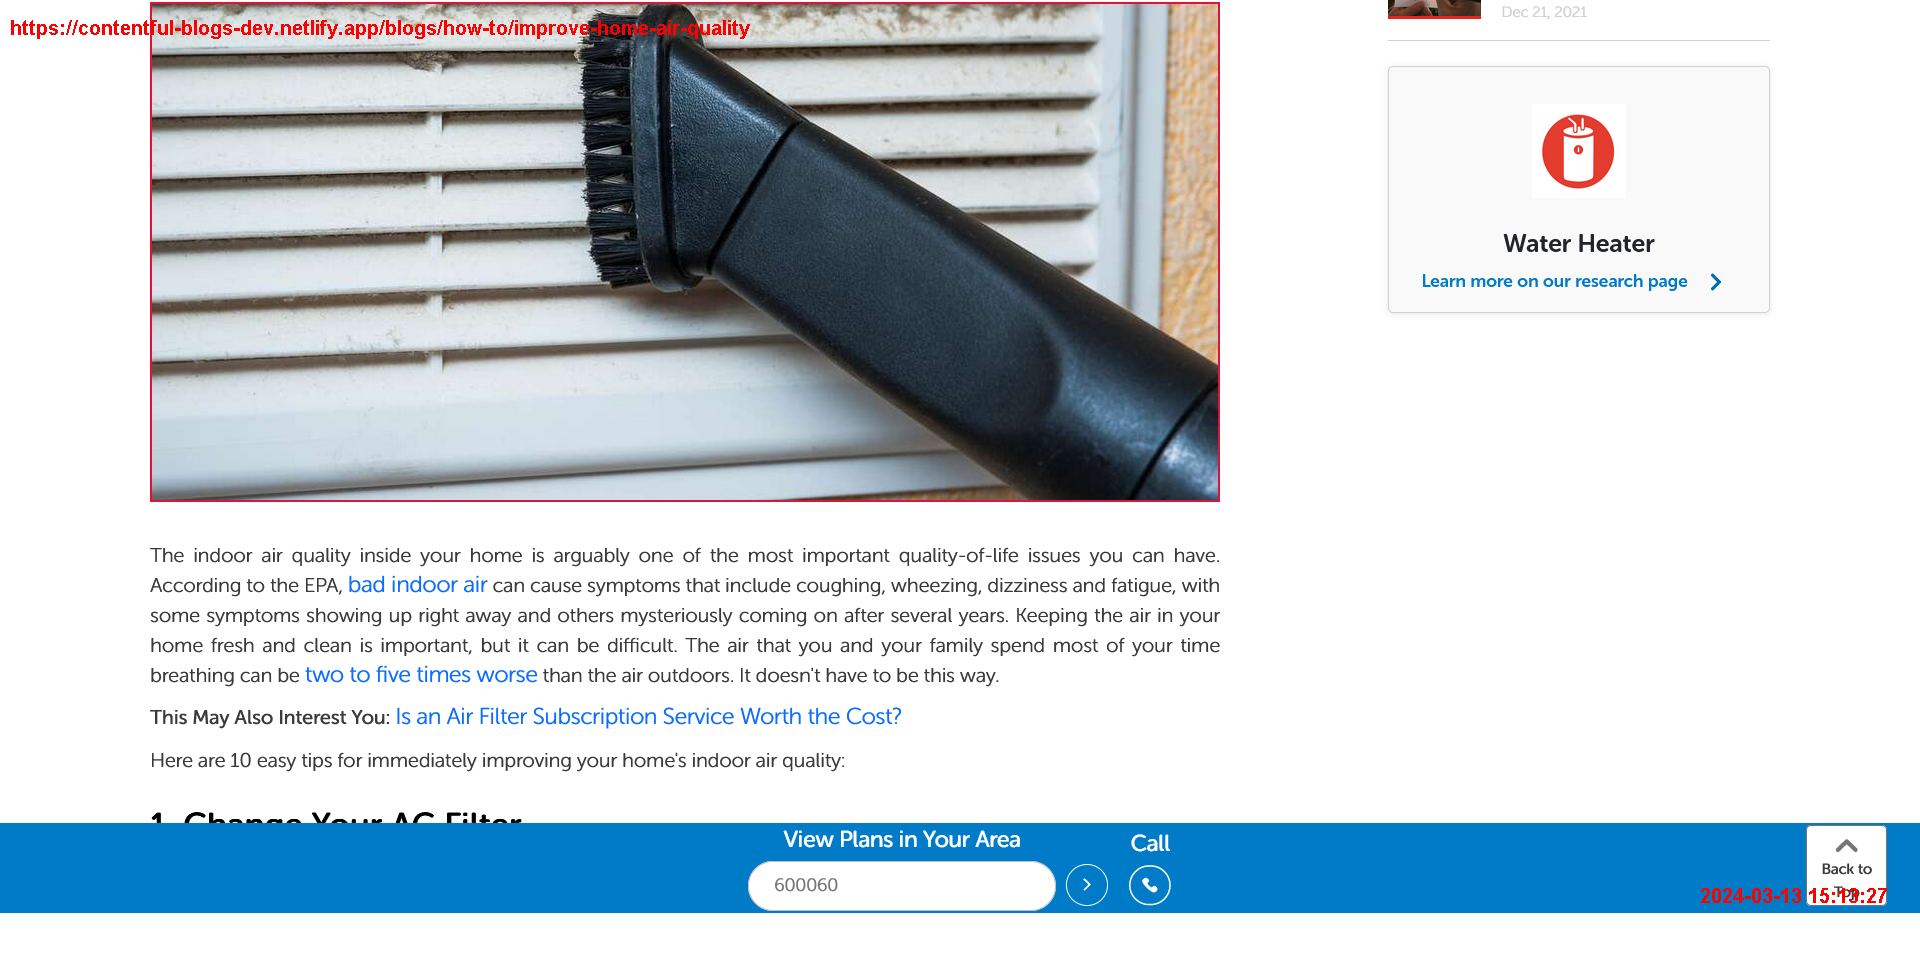 https://contentful-blogs-dev.netlify.app/blogs/how-to/improve-home-air-quality
Dec 21, 2021
Water Heater
Learn more on our research page
The indoor air quality inside your home is arguably one of the most important quality-of-life issues you can have.
According to the EPA, bad indoor air can cause symptoms that include coughing, wheezing, dizziness and fatigue, with
some symptoms showing up right away and others mysteriously coming on after several years. Keeping the air in your
home fresh and clean is important, but it can be difficult. The air that you and your family spend most of your time
breathing can be two to five times worse than the air outdoors. It doesn't have to be this way.
This May Also Interest You: Is an Air Filter Subscription Service Worth the Cost?
Here are 10 easy tips for immediately improving your home's indoor air quality:
1. Change Your AC Filter
View Plans in Your Area
600060
Call
Back to
Top
2024-03-13 15:13:27